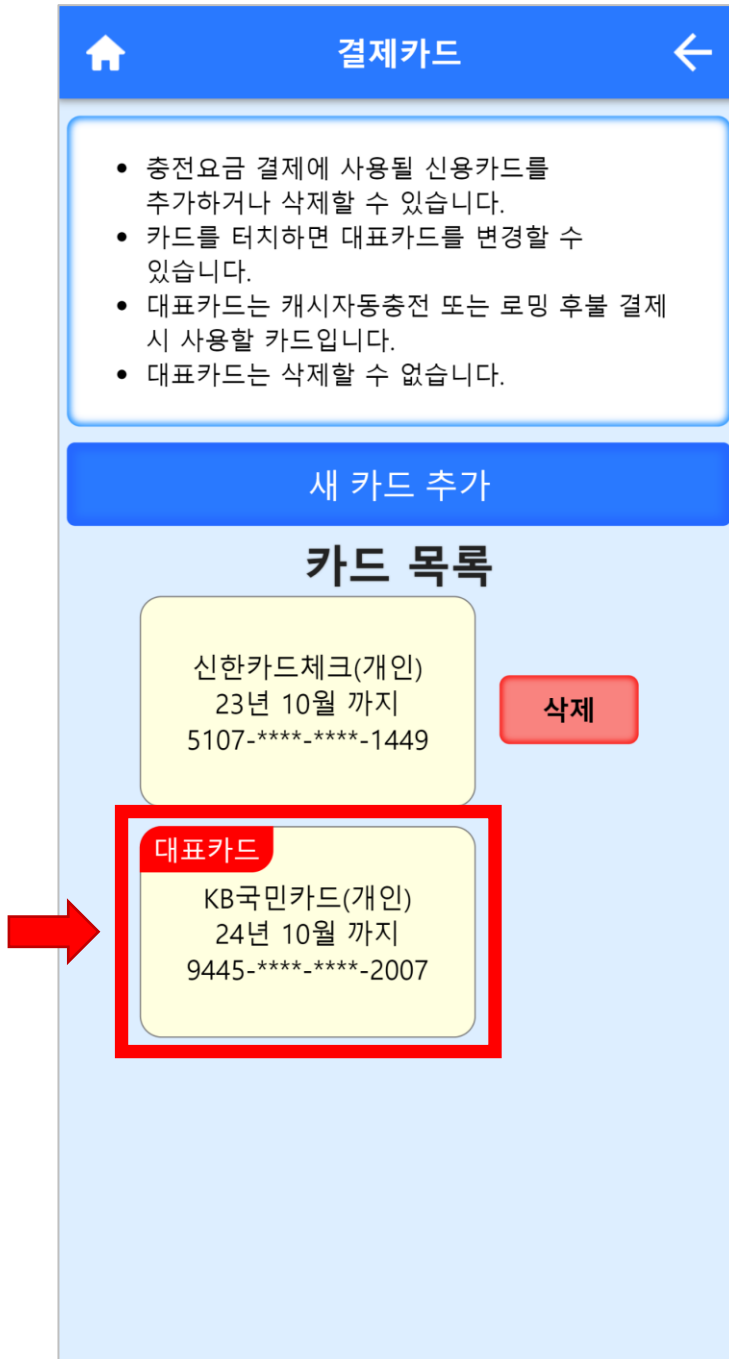 결제카드
• 충전요금 결제에 사용될 신용카드를
추가하거나 삭제할 수 있습니다.
• 카드를 터치하면 대표카드를 변경할 수
있습니다.
• 대표카드는 캐시자동충전 또는 로밍 후불 결제
시 사용할 카드입니다.
• 대표카드는 삭제할 수 없습니다.
새 카드 추가
카드 목록
신한카드체크(개인)
23년 10월 까지
5107-****-****-1449
삭제
대표카드
KB국민카드(개인)
24년 10월 까지
9445-****-****-2007